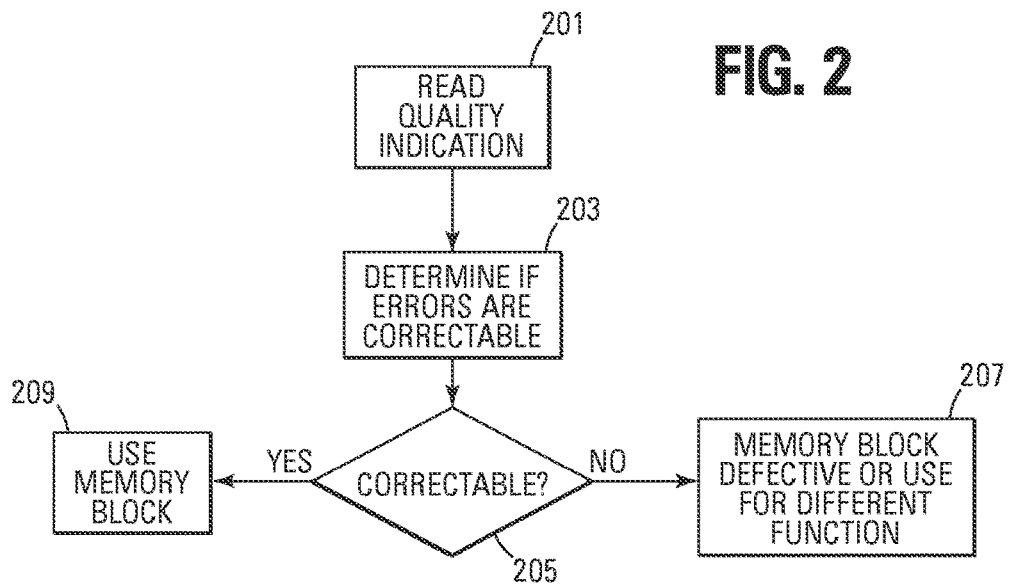 FIG. 2
201
READ
QUALITY
INDICATION
203
DETERMINE IF
ERRORS ARE
CORRECTABLE
209
USE
MEMORY
BLOCK
YES
CORRECTABLE?
205
NO
207
MEMORY BLOCK
DEFECTIVE OR USE
FOR DIFFERENT
FUNCTION